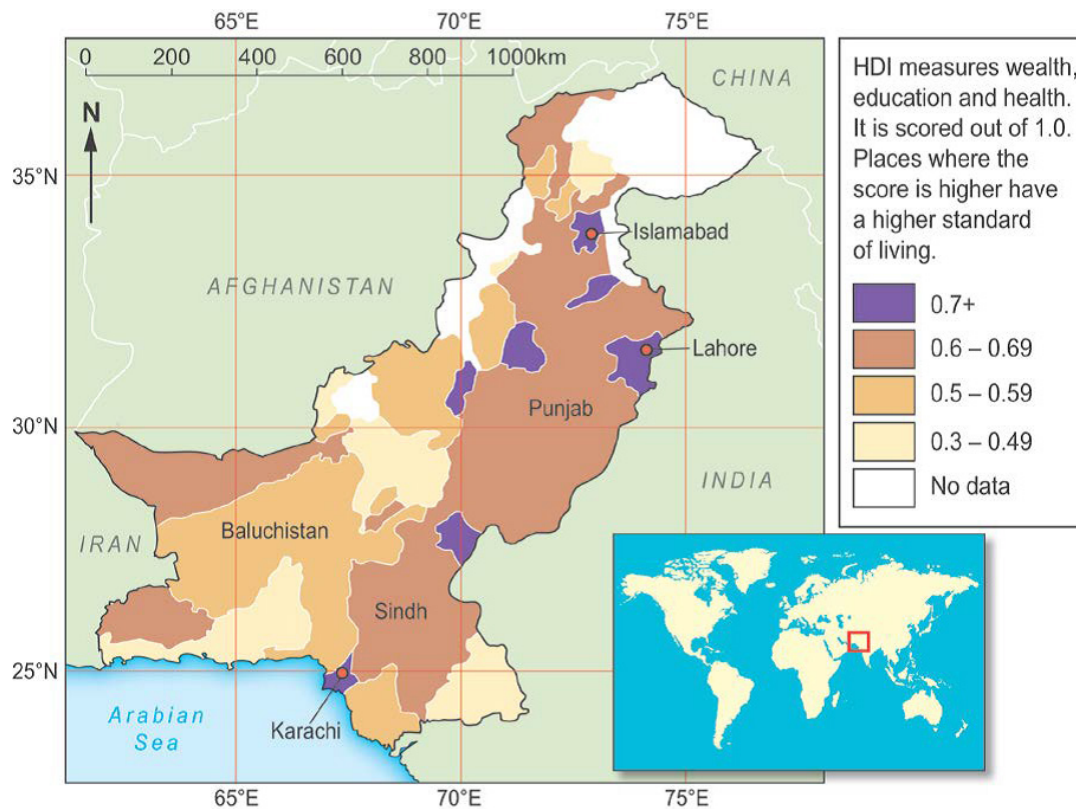 65°E 70°E 75°E
0 200 400 600 800 1000km
N
CHINA
35°N
Islamabad
AFGHANISTAN
Lahore
Punjab
30°N
INDIA
Baluchistan
IRAN
Sindh
25°N
Arabian
Sea
Karachi
65°E 70°E 75°E
HDI measures wealth,
education and health.
It is scored out of 1.0.
Places where the
score is higher have
a higher standard
of living.
0.7+
0.6 – 0.69
0.5 – 0.59
0.3 – 0.49
No data